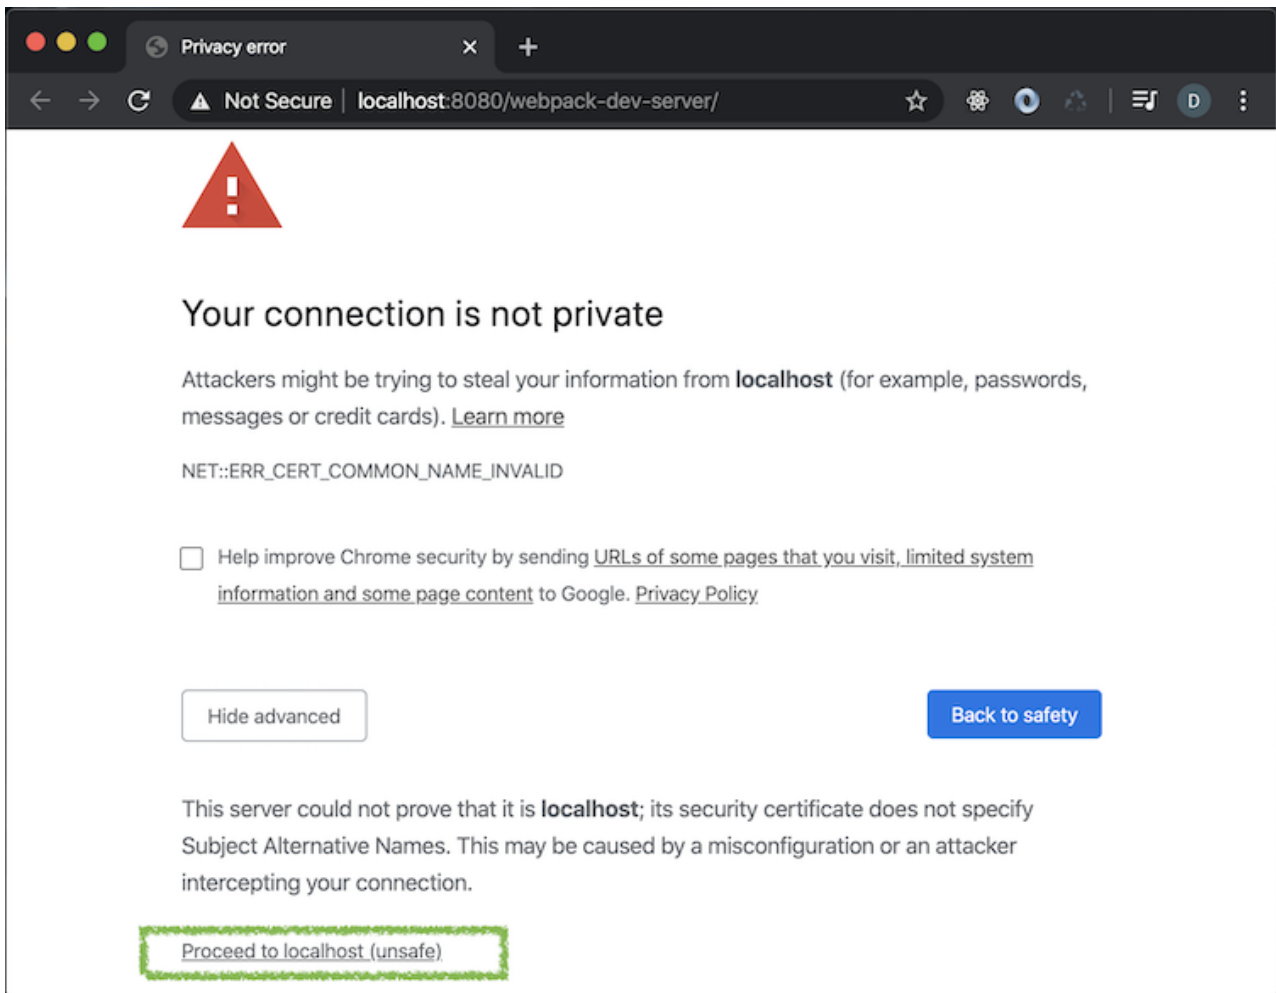 Privacy error
Not Secure | localhost:8080/webpack-dev-server/
D
Your connection is not private
Attackers might be trying to steal your information from localhost (for example, passwords,
messages or credit cards). Learn more
NET::ERR_CERT_COMMON_NAME_INVALID
Help improve Chrome security by sending URLs of some pages that you visit, limited system
information and some page content to Google. Privacy Policy
Hide advanced
Back to safety
This server could not prove that it is localhost; its security certificate does not specify
Subject Alternative Names. This may be caused by a misconfiguration or an attacker
intercepting your connection.
Proceed to localhost (unsafe)